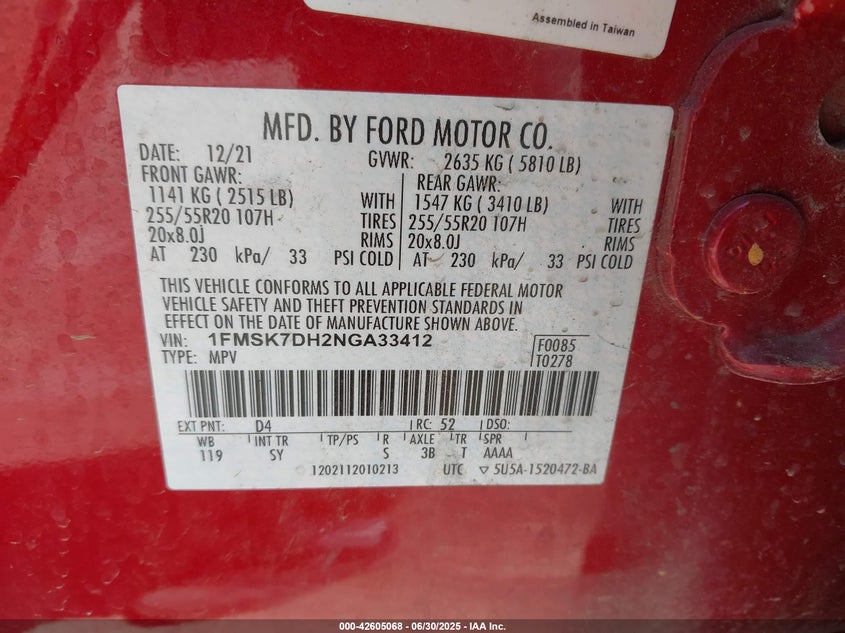 Assembled in Taiwan
MFD. BY FORD MOTOR CO.
DATE: 12/21 GVWR: 2635 KG ( 5810 LB)
FRONT GAWR: REAR GAWR:
1141 KG ( 2515 LB) WITH 1547 KG ( 3410 LB) WITH
255/55R20 107H TIRES 255/55R20 107H TIRES
20x8.0J RIMS 20x8.0J RIMS
AT 230 kPa/ 33 PSI COLD AT 230 kPa/ 33 PSI COLD
THIS VEHICLE CONFORMS TO ALL APPLICABLE FEDERAL MOTOR
VEHICLE SAFETY AND THEFT PREVENTION STANDARDS IN
EFFECT ON THE DATE OF MANUFACTURE SHOWN ABOVE.
VIN: 1FMSK7DH2NGA33412 F0085
TYPE: MPV T0278
EXT PNT: D4 RC: 52 DSO:
WB INT TR TP/PS R AXLE TR SPR
119 SY S 3B T AAAA
1202112010213 UTC ▽ 5U5A-1520472-BA
000-42605068 - 06/30/2025 - IAA Inc.